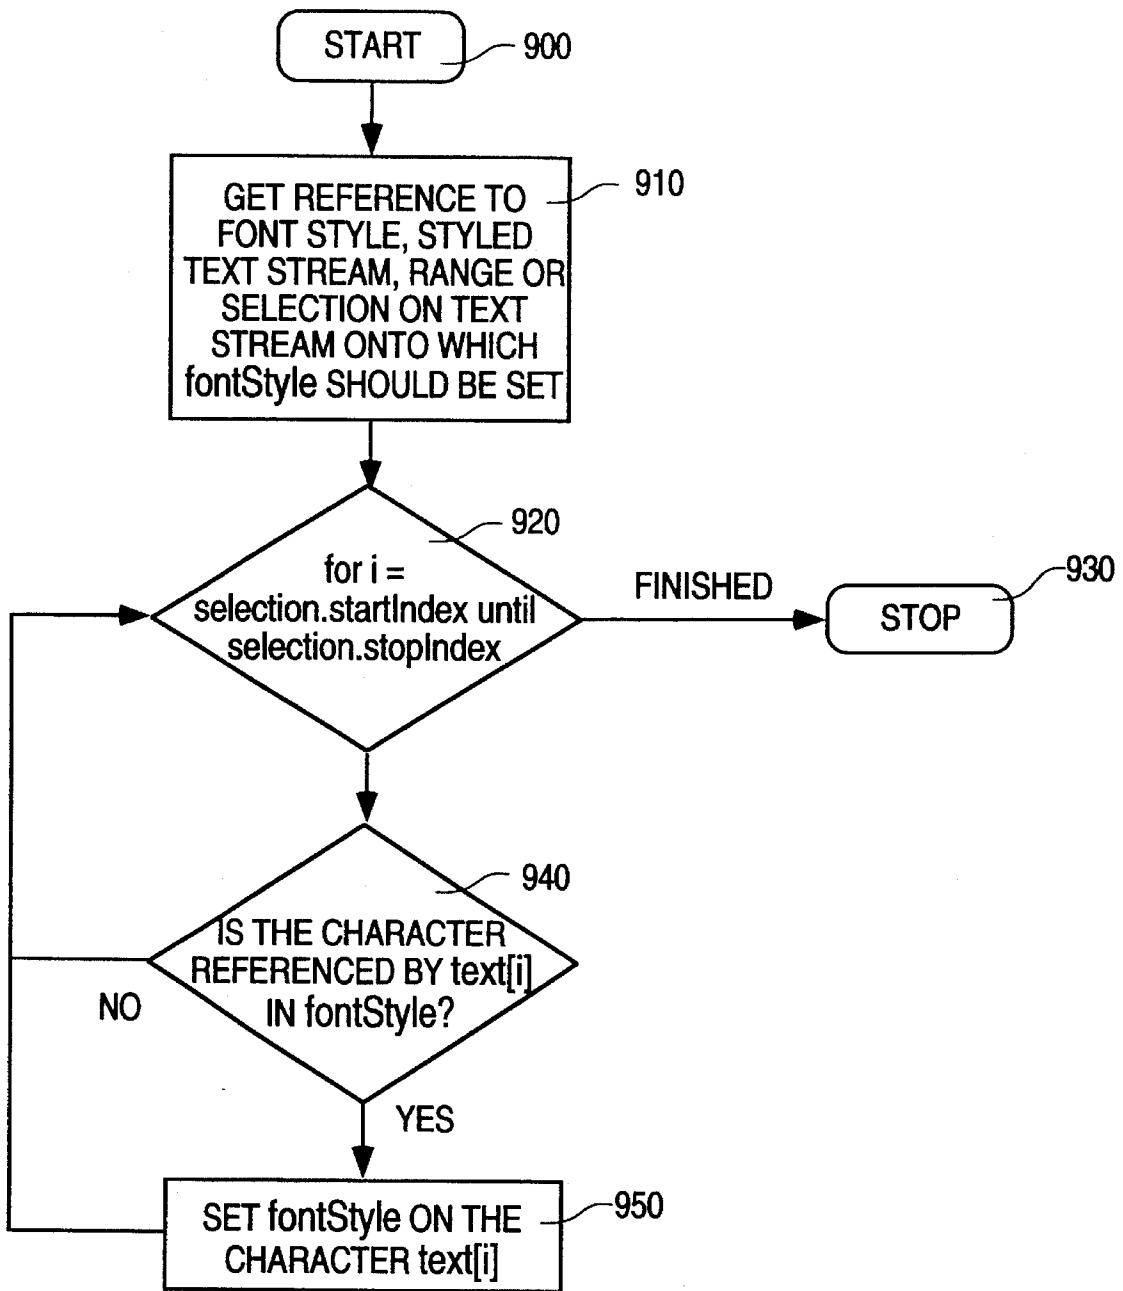 START
900
GET REFERENCE TO
FONT STYLE, STYLED
TEXT STREAM, RANGE OR
SELECTION ON TEXT
STREAM ONTO WHICH
fontStyle SHOULD BE SET
910
for i =
selection.startIndex until
selection.stopIndex
920
FINISHED
STOP
930
IS THE CHARACTER
REFERENCED BY text[i]
IN fontStyle?
940
NO
YES
SET fontStyle ON THE
CHARACTER text[i]
950